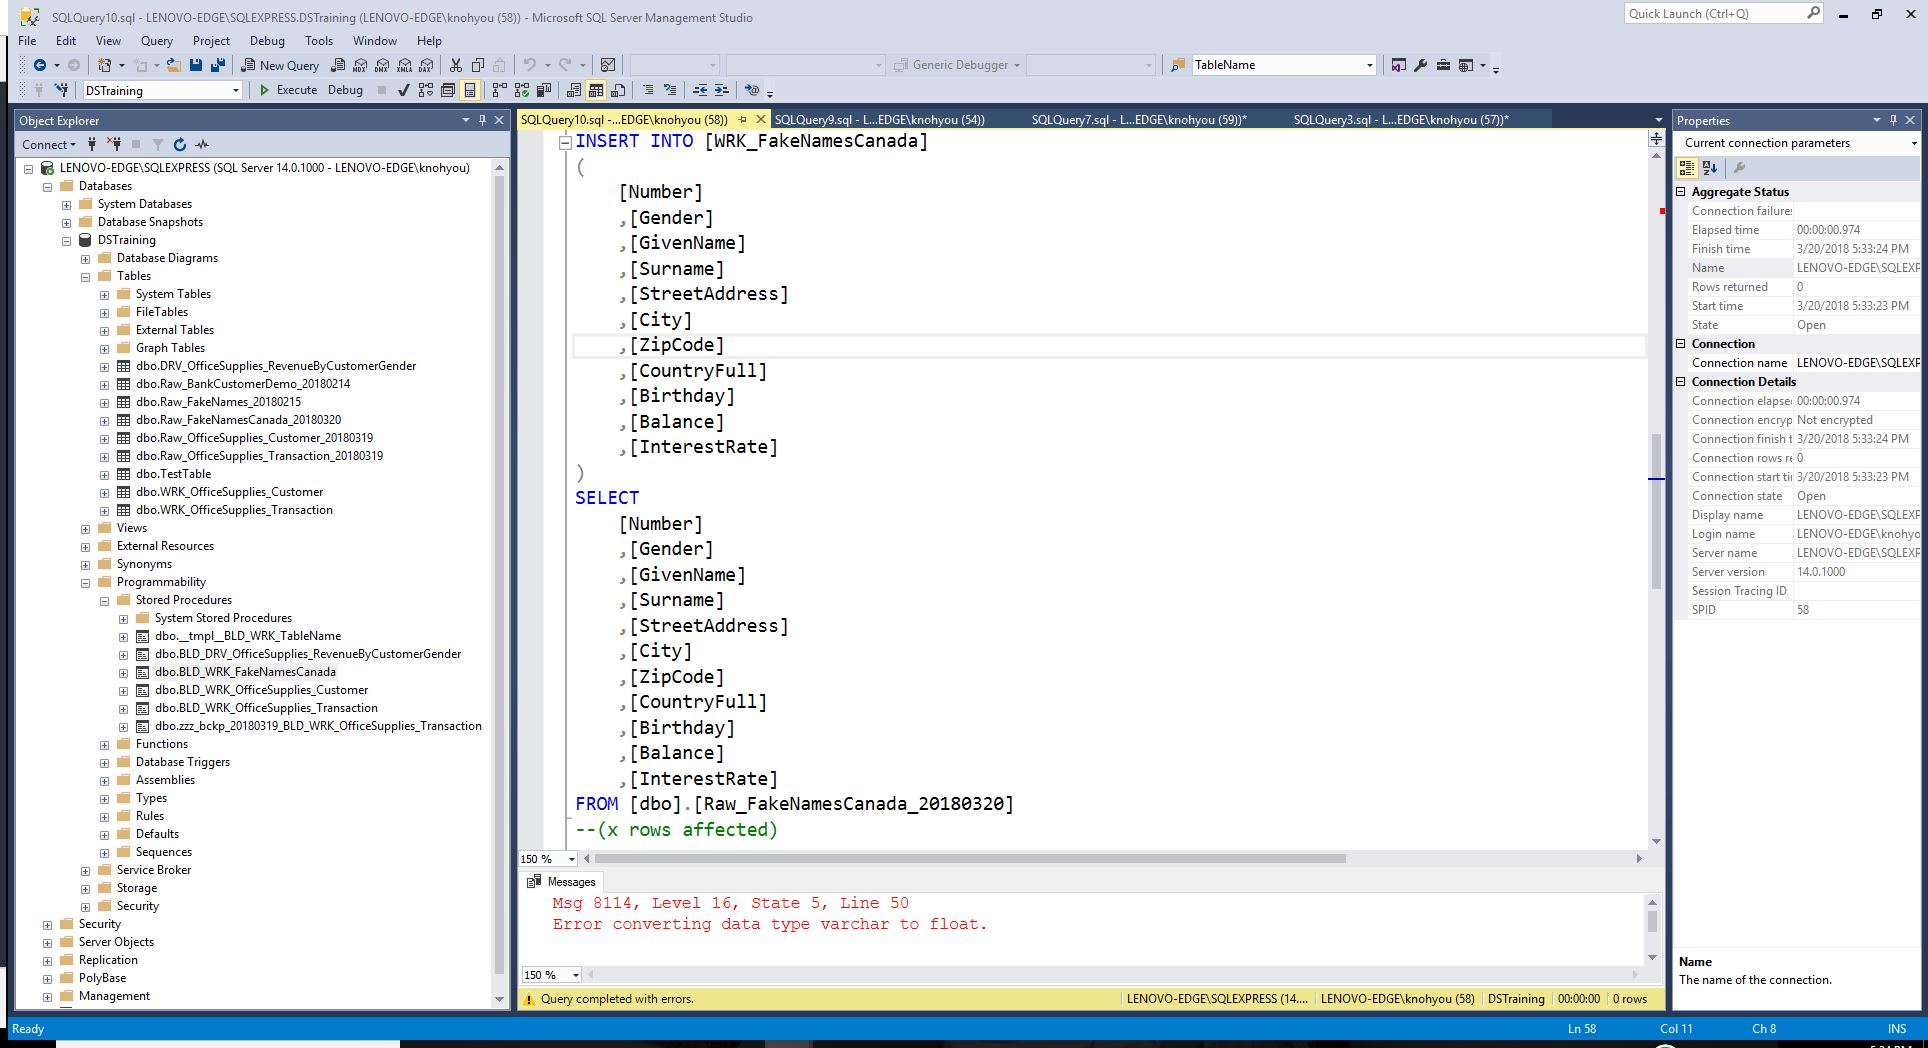 SQLQuery10.sql - LENOVO-EDGE\SQLEXPRESS.DSTraining (LENOVO-EDGE\knohyou (58)) - Microsoft SQL Server Management Studio
Quick Launch (Ctrl+Q)
File Edit View Query Project Debug Tools Window Help
New Query MDX DMX XMLA DAX Generic Debugger TableName
DSTraining Execute Debug
Object Explorer
Connect
LENOVO-EDGE\SQLEXPRESS (SQL Server 14.0.1000 - LENOVO-EDGE\knohyou)
Databases
System Databases
Database Snapshots
DSTraining
Database Diagrams
Tables
System Tables
FileTables
External Tables
Graph Tables
dbo.DRV_OfficeSupplies_RevenueByCustomerGender
dbo.Raw_BankCustomerDemo_20180214
dbo.Raw_FakeNames_20180215
dbo.Raw_FakeNamesCanada_20180320
dbo.Raw_OfficeSupplies_Customer_20180319
dbo.Raw_OfficeSupplies_Transaction_20180319
dbo.TestTable
dbo.WRK_OfficeSupplies_Customer
dbo.WRK_OfficeSupplies_Transaction
Views
External Resources
Synonyms
Programmability
Stored Procedures
System Stored Procedures
dbo.__tmpl__BLD_WRK_TableName
dbo.BLD_DRV_OfficeSupplies_RevenueByCustomerGender
dbo.BLD_WRK_FakeNamesCanada
dbo.BLD_WRK_OfficeSupplies_Customer
dbo.BLD_WRK_OfficeSupplies_Transaction
dbo.zzz_bckp_20180319_BLD_WRK_OfficeSupplies_Transaction
Functions
Database Triggers
Assemblies
Types
Rules
Defaults
Sequences
Service Broker
Storage
Security
Security
Server Objects
Replication
PolyBase
Management
SQLQuery10.sql -...EDGE\knohyou (58)) SQLQuery9.sql - L...EDGE\knohyou (54)) SQLQuery7.sql - L...EDGE\knohyou (59))* SQLQuery3.sql - L...EDGE\knohyou (57))*
INSERT INTO [WRK_FakeNamesCanada]
(
[Number]
,[Gender]
,[GivenName]
,[Surname]
,[StreetAddress]
,[City]
,[ZipCode]
,[CountryFull]
,[Birthday]
,[Balance]
,[InterestRate]
)
SELECT
[Number]
,[Gender]
,[GivenName]
,[Surname]
,[StreetAddress]
,[City]
,[ZipCode]
,[CountryFull]
,[Birthday]
,[Balance]
,[InterestRate]
FROM [dbo].[Raw_FakeNamesCanada_20180320]
--(x rows affected)
150 %
Messages
Msg 8114, Level 16, State 5, Line 50
Error converting data type varchar to float.
150 %
Query completed with errors. LENOVO-EDGE\SQLEXPRESS (14.... LENOVO-EDGE\knohyou (58) DSTraining 00:00:00 0 rows
Properties
Current connection parameters
Aggregate Status
Connection failures
Elapsed time 00:00:00.974
Finish time 3/20/2018 5:33:24 PM
Name LENOVO-EDGE\SQLEXP
Rows returned 0
Start time 3/20/2018 5:33:23 PM
State Open
Connection
Connection name LENOVO-EDGE\SQLEXP
Connection Details
Connection elapse 00:00:00.974
Connection encryp Not encrypted
Connection finish t 3/20/2018 5:33:24 PM
Connection rows re 0
Connection start ti 3/20/2018 5:33:23 PM
Connection state Open
Display name LENOVO-EDGE\SQLEXP
Login name LENOVO-EDGE\knohyo
Server name LENOVO-EDGE\SQLEXP
Server version 14.0.1000
Session Tracing ID
SPID 58
Name
The name of the connection.
Ready Ln 58 Col 11 Ch 8 INS